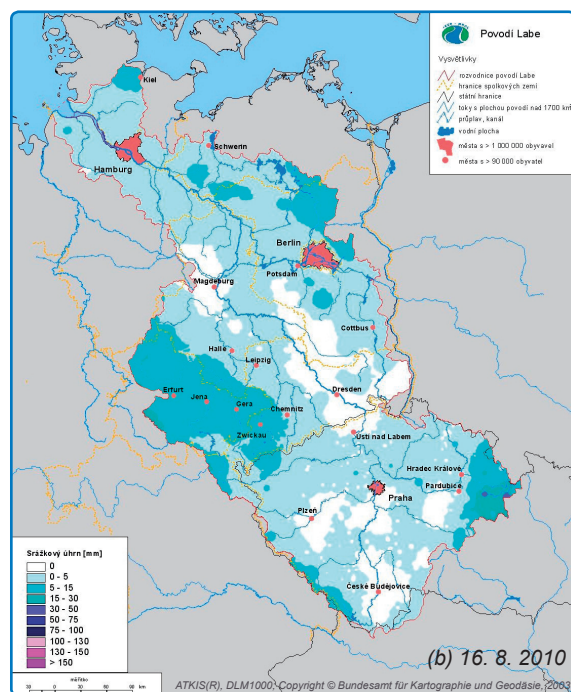 Povodí Labe
Vysvětlivky
rozvodnice povodí Labe
hranice spolkových zemí
státní hranice
toky s plochou povodí nad 1700 km²
průplav, kanál
vodní plocha
města s > 1 000 000 obyvatel
města s > 90 000 obyvatel
Kiel
Schwerin
Hamburg
Berlin
Potsdam
Magdeburg
Cottbus
Halle
Leipzig
Erfurt
Jena
Gera
Chemnitz
Dresden
Zwickau
Ústí nad Labem
Hradec Králové
Pardubice
Praha
Plzeň
České Budějovice
Srážkový úhrn [mm]
0
0 - 5
5 - 15
15 - 30
30 - 50
50 - 75
75 - 100
100 - 130
130 - 150
> 150
měřítko
30 60 90 km
(b) 16. 8. 2010
ATKIS(R), DLM1000, Copyright © Bundesamt für Kartographie und Geodäsie, 2003